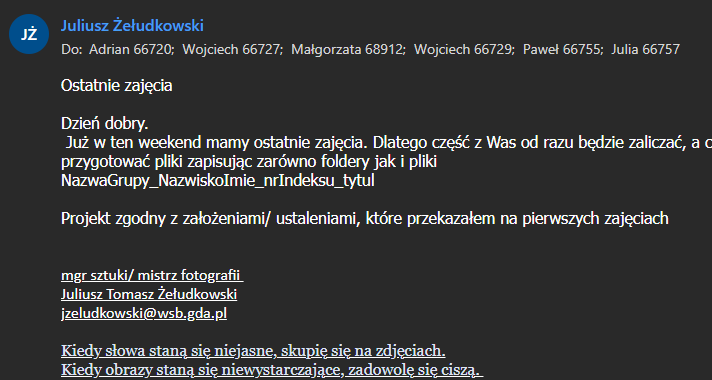 JŻ
Juliusz Żełudkowski
Do: Adrian 66720; Wojciech 66727; Małgorzata 68912; Wojciech 66729; Paweł 66755; Julia 66757
Ostatnie zajęcia
Dzień dobry.
Już w ten weekend mamy ostatnie zajęcia. Dlatego część z Was od razu będzie zaliczać, a
przygotować pliki zapisując zarówno foldery jak i pliki
NazwaGrupy_NazwiskoImie_nrIndeksu_tytul
Projekt zgodny z założeniami/ ustaleniami, które przekazałem na pierwszych zajęciach
mgr sztuki/ mistrz fotografii
Juliusz Tomasz Żełudkowski
jzeludkowski@wsb.gda.pl
Kiedy słowa staną się niejasne, skupię się na zdjęciach.
Kiedy obrazy staną się niewystarczające, zadowolę się ciszą.